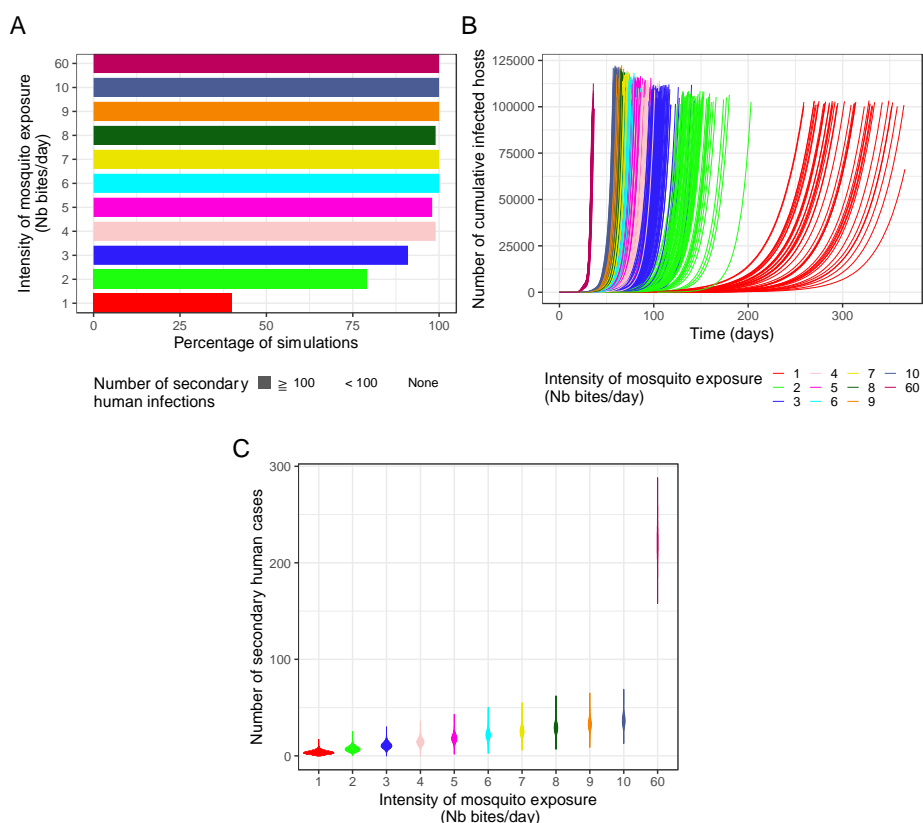 A
Intensity of mosquito exposure
(Nb bites/day)
60
10
9
8
7
6
5
4
3
2
1
0 25 50 75 100
Percentage of simulations
Number of secondary
human infections
≧ 100 < 100 None
B
Number of cumulative infected hosts
125000
100000
75000
50000
25000
0
0 100 200 300
Time (days)
Intensity of mosquito exposure
(Nb bites/day)
1 4 7 10
2 5 8 60
3 6 9
C
Number of secondary human cases
300
200
100
0
1 2 3 4 5 6 7 8 9 10 60
Intensity of mosquito exposure
(Nb bites/day)